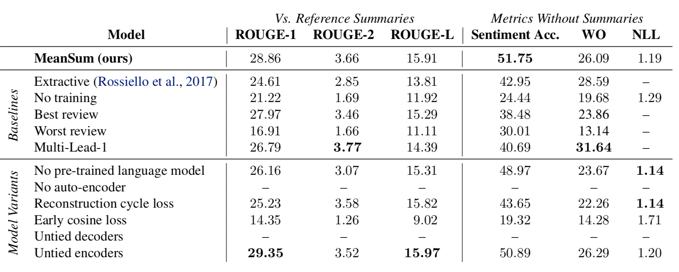 Vs. Reference Summaries Metrics Without Summaries
Model ROUGE-1 ROUGE-2 ROUGE-L Sentiment Acc. WO NLL
MeanSum (ours) 28.86 3.66 15.91 51.75 26.09 1.19
Baselines
Extractive (Rossiello et al., 2017) 24.61 2.85 13.81 42.95 28.59 –
No training 21.22 1.69 11.92 24.44 19.68 1.29
Best review 27.97 3.46 15.29 38.48 23.86 –
Worst review 16.91 1.66 11.11 30.01 13.14 –
Multi-Lead-1 26.79 3.77 14.39 40.69 31.64 –
Model Variants
No pre-trained language model 26.16 3.07 15.31 48.97 23.67 1.14
No auto-encoder – – – – – –
Reconstruction cycle loss 25.23 3.58 15.82 43.65 22.26 1.14
Early cosine loss 14.35 1.26 9.02 19.32 14.28 1.71
Untied decoders – – – – – –
Untied encoders 29.35 3.52 15.97 50.89 26.29 1.20